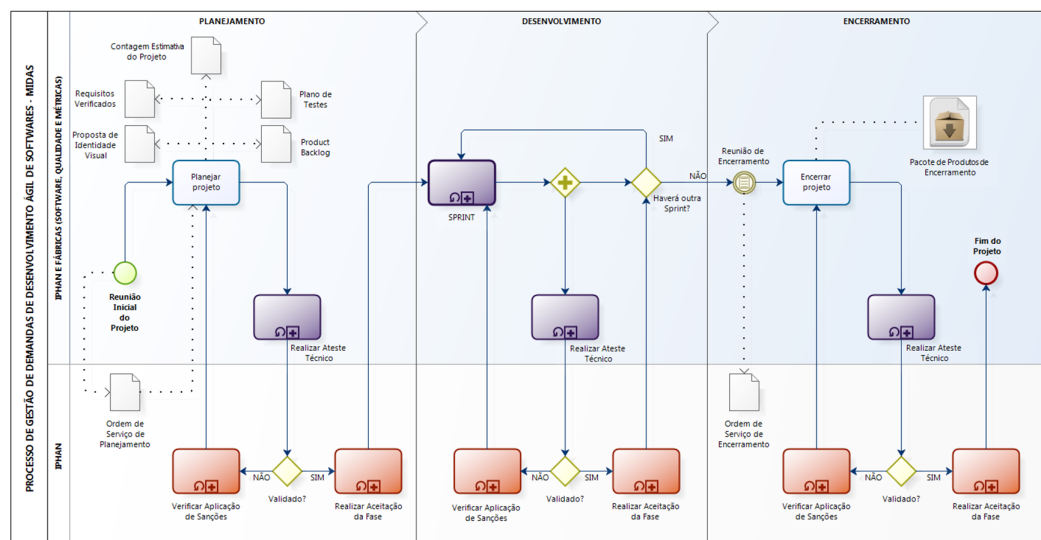 PROCESSO DE GESTÃO DE DEMANDAS DE DESENVOLVIMENTO ÁGIL DE SOFTWARES - MIDAS
IPHAN E FÁBRICAS (SOFTWARE, QUALIDADE E MÉTRICAS)
IPHAN
PLANEJAMENTO
DESENVOLVIMENTO
ENCERRAMENTO
Contagem Estimativa
do Projeto
Requisitos
Verificados
Plano de
Testes
Proposta de
Identidade
Visual
Product
Backlog
Planejar
projeto
Reunião
Inicial
do
Projeto
Realizar Ateste
Técnico
Ordem de
Serviço de
Planejamento
NÃO
SIM
Validado?
Verificar Aplicação
de Sanções
Realizar Aceitação
da Fase
SIM
SPRINT
Haverá outra
Sprint?
NÃO
Realizar Ateste
Técnico
NÃO
SIM
Validado?
Verificar Aplicação
de Sanções
Realizar Aceitação
da Fase
Reunião de
Encerramento
Encerrar
projeto
Pacote de Produtos de
Encerramento
Fim do
Projeto
Realizar Ateste
Técnico
Ordem de
Serviço de
Encerramento
NÃO
SIM
Validado?
Verificar Aplicação
de Sanções
Realizar Aceitação
da Fase